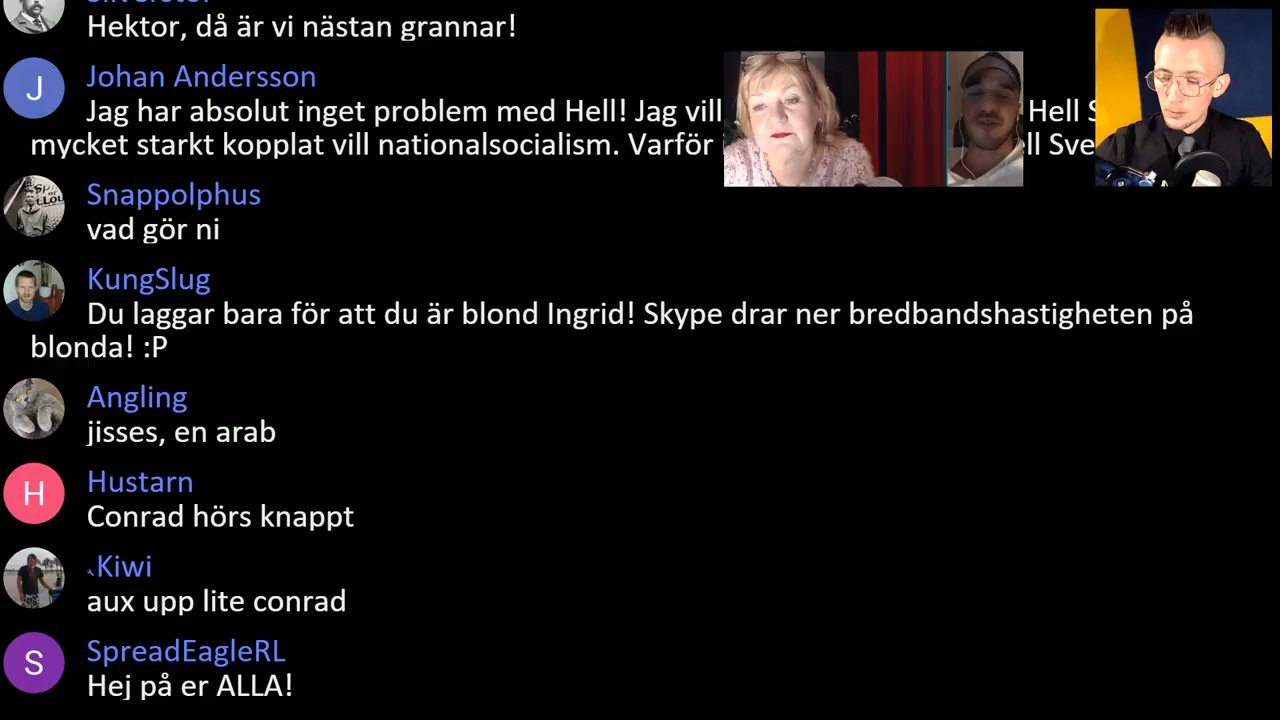 Hektor, då är vi nästan grannar!
Johan Andersson
Jag har absolut inget problem med Hell! Jag vill Hell
mycket starkt kopplat vill nationalsocialism. Varför
Snappolphus
vad gör ni
KungSlug
Du laggar bara för att du är blond Ingrid! Skype drar ner bredbandshastigheten på
blonda! :P
Angling
jisses, en arab
Hustarn
Conrad hörs knappt
Kiwi
aux upp lite conrad
SpreadEagleRL
Hej på er ALLA!
J
H
S